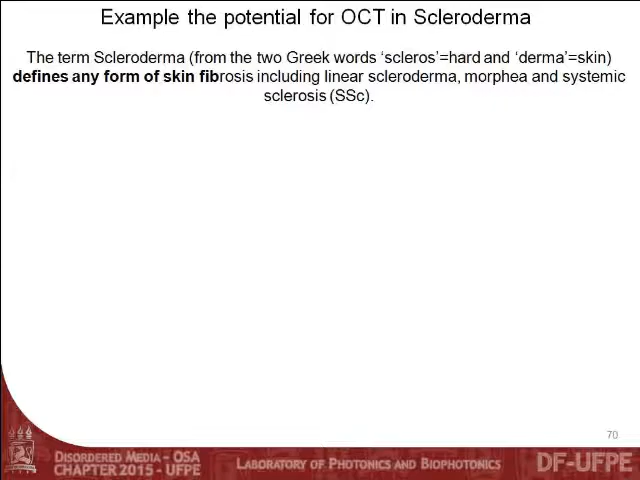 Example the potential for OCT in Scleroderma
The term Scleroderma (from the two Greek words ‘scleros’=hard and ‘derma’=skin)
defines any form of skin fibrosis including linear scleroderma, morphea and systemic
sclerosis (SSc).
70
DISORDERED MEDIA - OSA
CHAPTER 2015 - UFPE
LABORATORY OF PHOTONICS AND BIOPHOTONICS
DF-UFPE